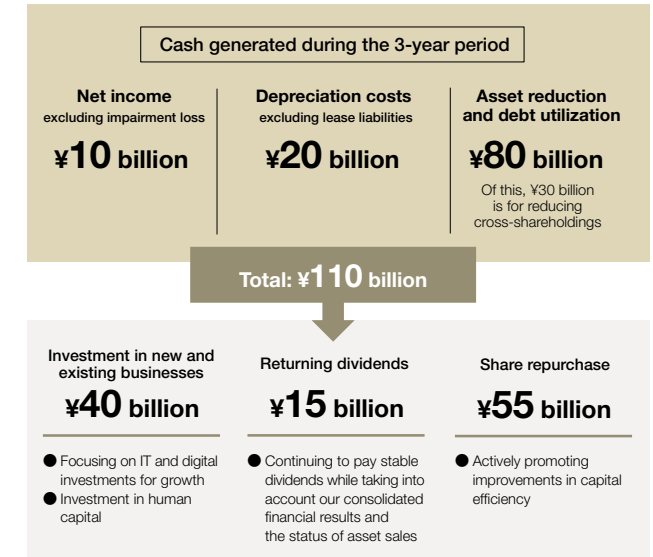 Cash generated during the 3-year period
Net income
excluding impairment loss
¥10 billion
Depreciation costs
excluding lease liabilities
¥20 billion
Asset reduction
and debt utilization
¥80 billion
Of this, ¥30 billion
is for reducing
cross-shareholdings
Total: ¥110 billion
Investment in new and
existing businesses
¥40 billion
● Focusing on IT and digital
investments for growth
● Investment in human
capital
Returning dividends
¥15 billion
● Continuing to pay stable
dividends while taking into
account our consolidated
financial results and
the status of asset sales
Share repurchase
¥55 billion
● Actively promoting
improvements in capital
efficiency